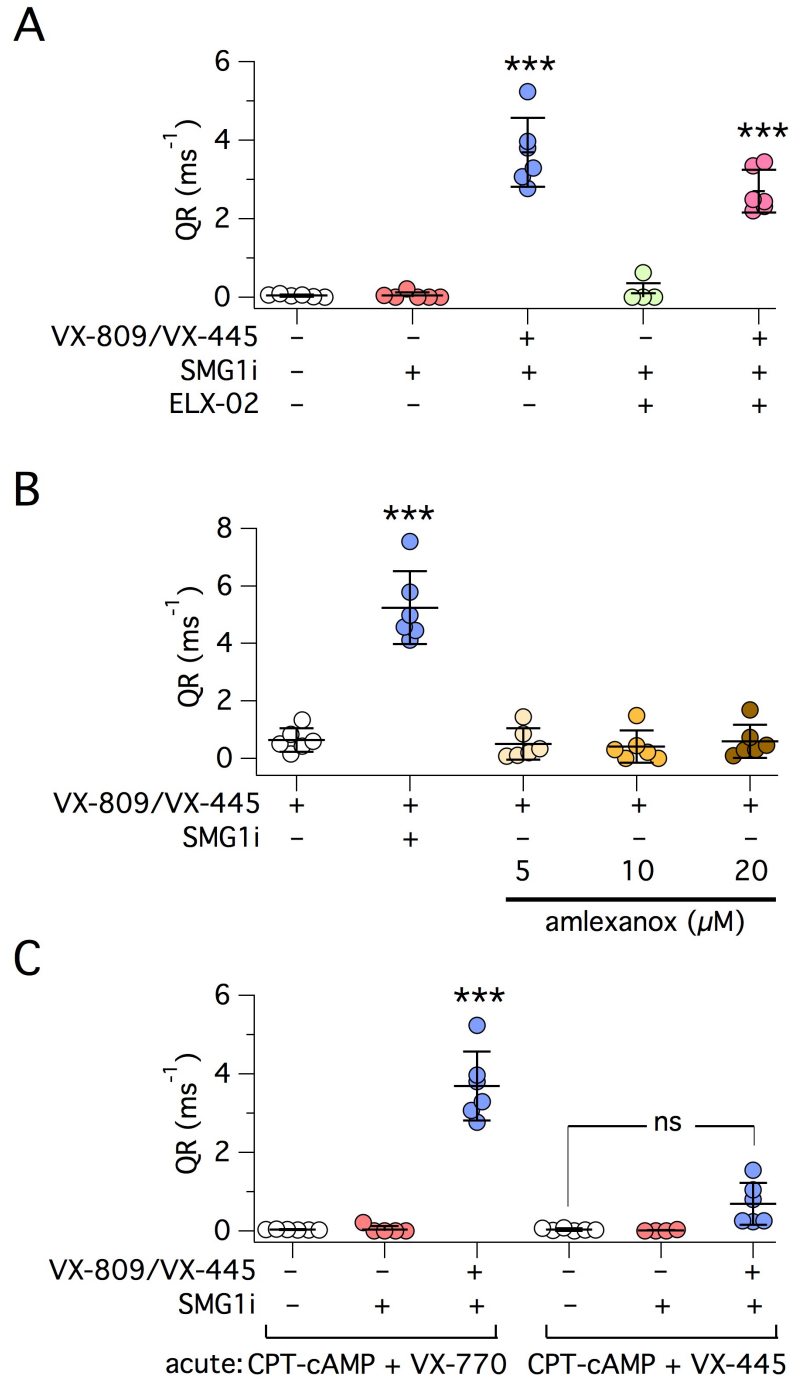 A
6
***
***
4
QR (ms⁻¹)
2
0
VX-809/VX-445 – – + – +
SMG1i – + + + +
ELX-02 – – – + +
B
***
8
6
QR (ms⁻¹)
4
2
0
VX-809/VX-445 + + + + +
SMG1i – + – – –
5 10 20
amlexanox (µM)
C
6
***
4
QR (ms⁻¹)
ns
2
0
VX-809/VX-445 – – + – – +
SMG1i – + + – + +
acute: CPT-cAMP + VX-770 CPT-cAMP + VX-445